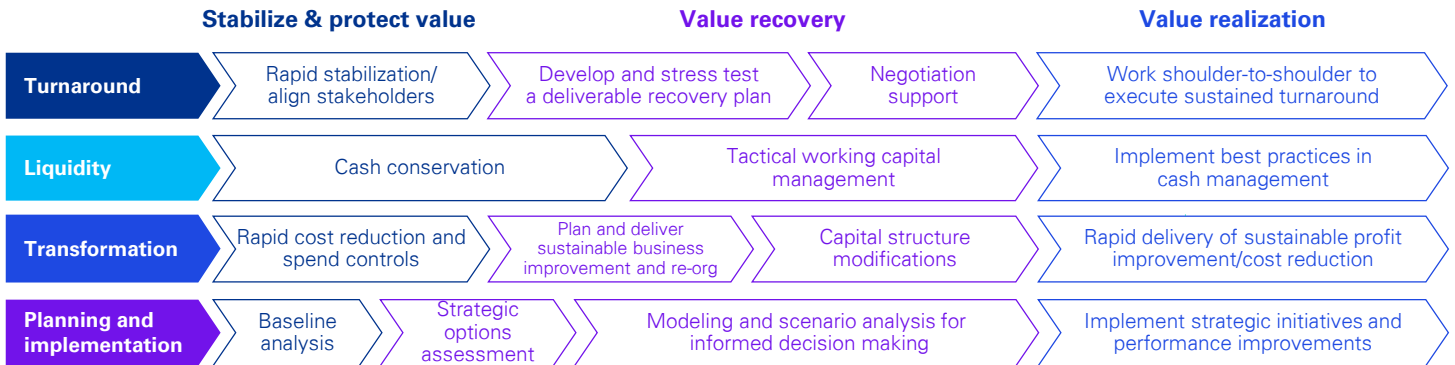 Stabilize & protect value
Value recovery
Value realization
Turnaround
Rapid stabilization/
align stakeholders
Develop and stress test
a deliverable recovery plan
Negotiation
support
Work shoulder-to-shoulder to
execute sustained turnaround
Liquidity
Cash conservation
Tactical working capital
management
Implement best practices in
cash management
Transformation
Rapid cost reduction and
spend controls
Plan and deliver
sustainable business
improvement and re-org
Capital structure
modifications
Rapid delivery of sustainable profit
improvement/cost reduction
Planning and
implementation
Baseline
analysis
Strategic
options
assessment
Modeling and scenario analysis for
informed decision making
Implement strategic initiatives and
performance improvements